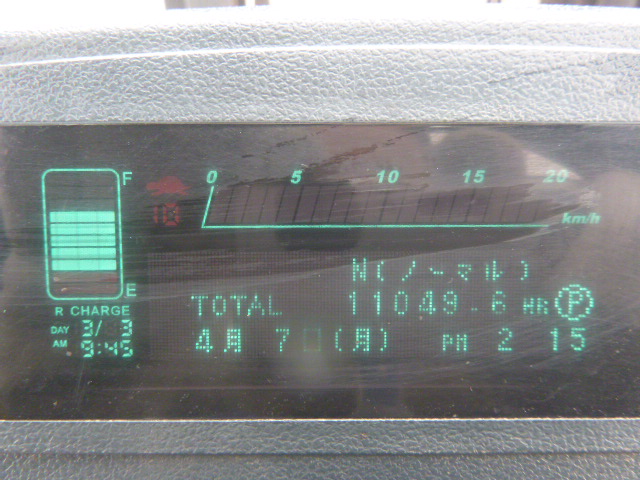 F
0 5 10 15 20
10
km/h
E
R CHARGE
DAY 3/ 3
AM 9:45
N(ノーマル)
TOTAL 11049.6 HR P
4月 7日(月) PM 2 15